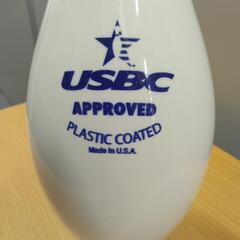 USBC
APPROVED
PLASTIC COATED
Made In U.S.A.